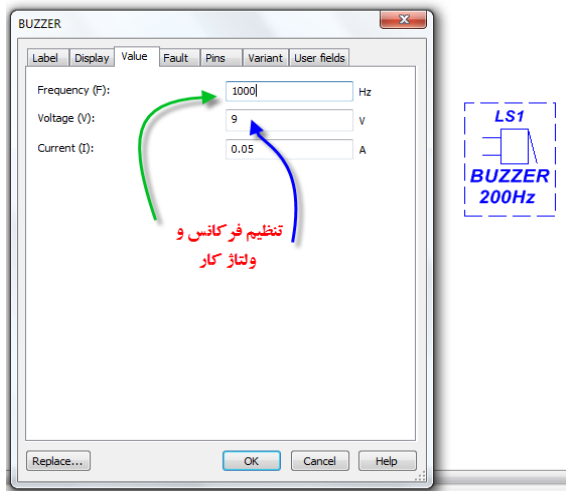 BUZZER
Label Display Value Fault Pins Variant User fields
Frequency (F): 1000 Hz
Voltage (V): 9 V
Current (I): 0.05 A
تنظیم فرکانس و
ولتاژ کار
Replace... OK Cancel Help
LS1
BUZZER
200Hz